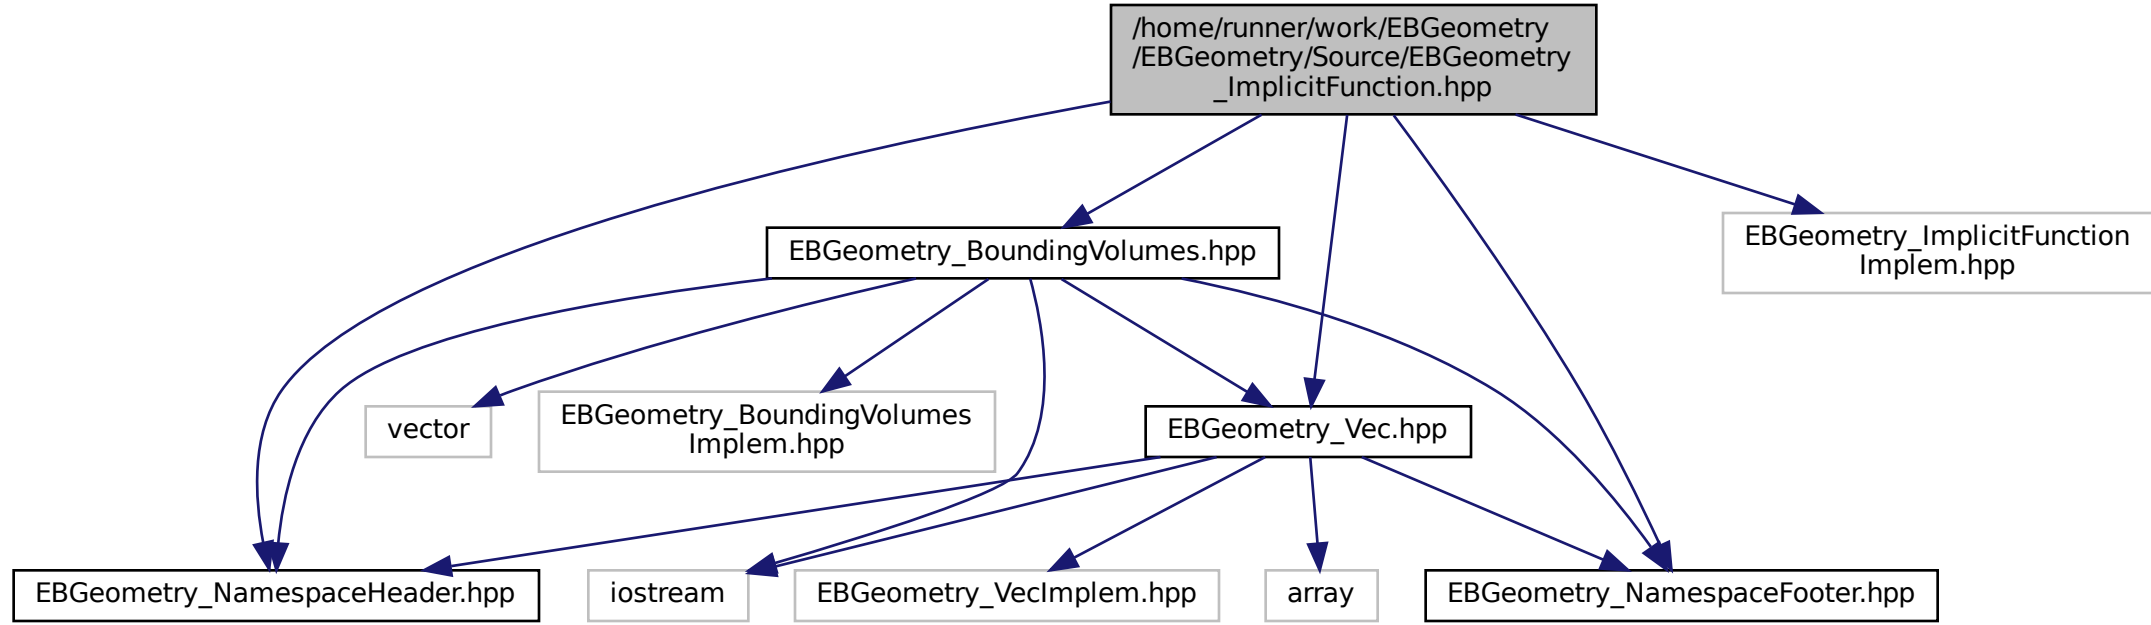 /home/runner/work/EBGeometry
/EBGeometry/Source/EBGeometry
_ImplicitFunction.hpp
EBGeometry_BoundingVolumes.hpp
EBGeometry_ImplicitFunction
Implem.hpp
vector
EBGeometry_BoundingVolumes
Implem.hpp
EBGeometry_Vec.hpp
EBGeometry_NamespaceHeader.hpp
iostream
EBGeometry_VecImplem.hpp
array
EBGeometry_NamespaceFooter.hpp